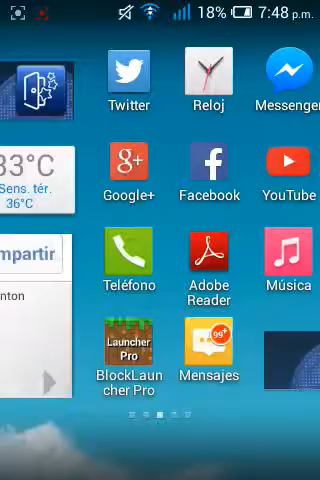 18% 7:48 p.m.
Twitter
Reloj
Messenger
33°C
Sens. tér.
36°C
g+
Google+
Facebook
YouTube
mpartir
nton
Teléfono
Adobe
Reader
Música
Launcher
Pro
BlockLaun
cher Pro
99+
Mensajes